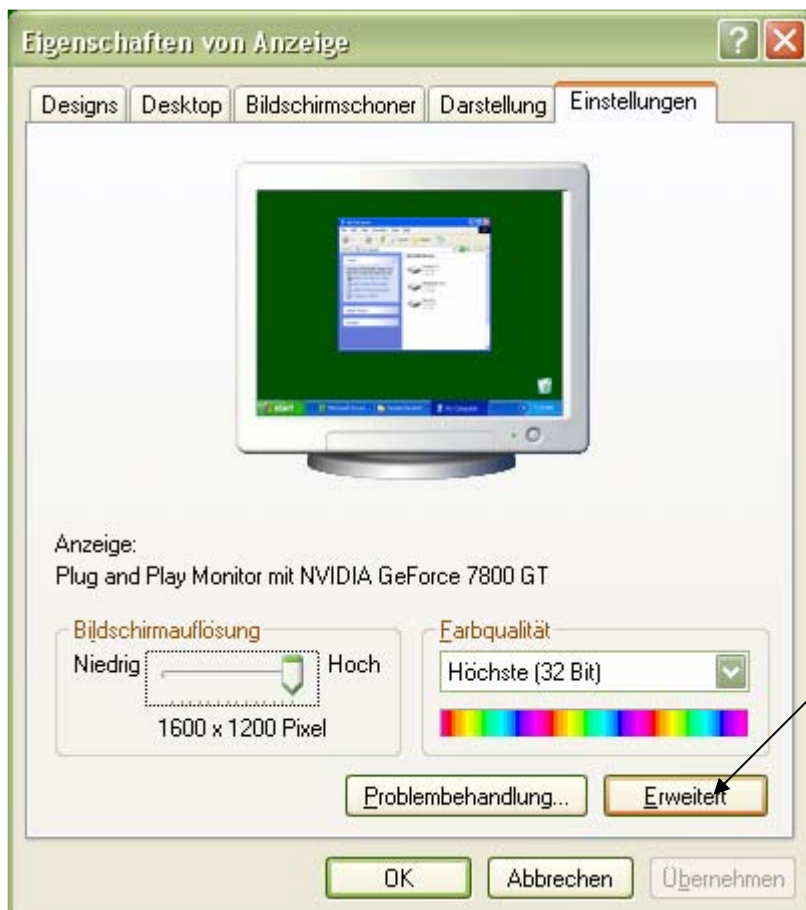 Eigenschaften von Anzeige
Designs Desktop Bildschirmschoner Darstellung Einstellungen
start
Anzeige:
Plug and Play Monitor mit NVIDIA GeForce 7800 GT
Bildschirmauflösung
Niedrig Hoch
1600 x 1200 Pixel
Farbqualität
Höchste (32 Bit)
Problembehandlung... Erweitert
OK Abbrechen Übernehmen